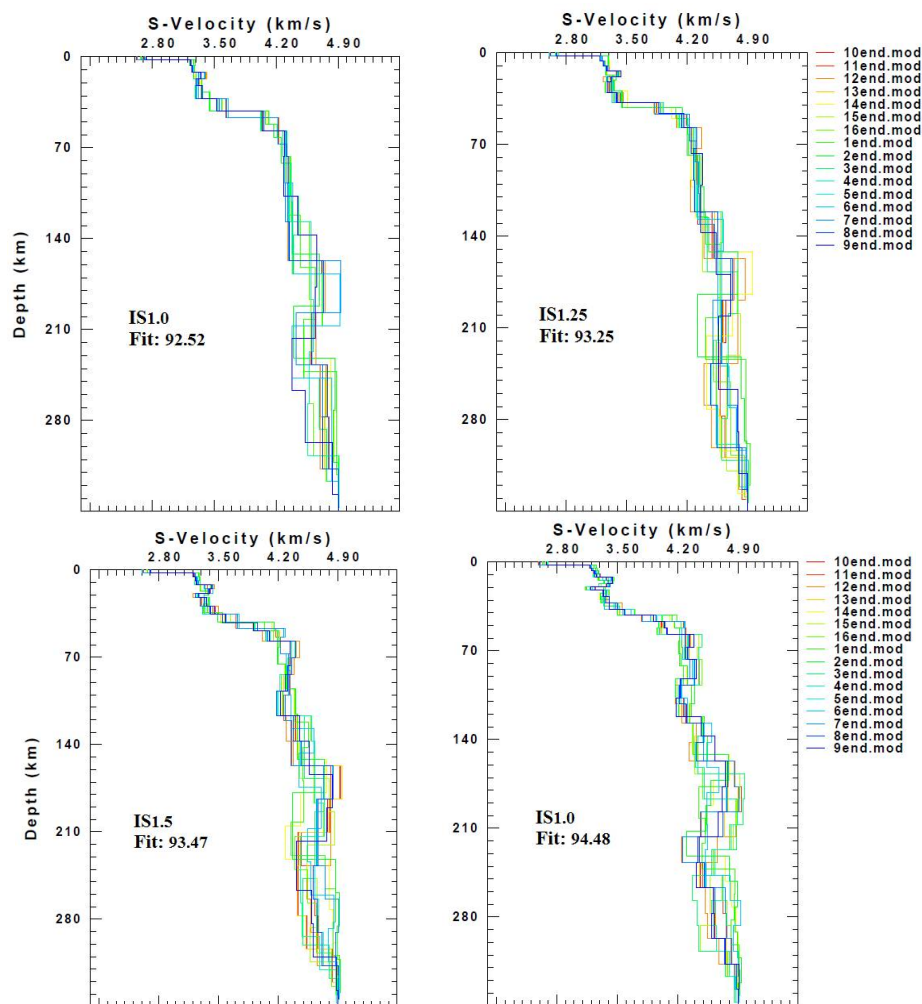 S-Velocity (km/s)
2.80 3.50 4.20 4.90
0
70
140
210
280
Depth (km)
IS1.0
Fit: 92.52
S-Velocity (km/s)
2.80 3.50 4.20 4.90
0
70
140
210
280
IS1.25
Fit: 93.25
10end.mod
11end.mod
12end.mod
13end.mod
14end.mod
15end.mod
16end.mod
1end.mod
2end.mod
3end.mod
4end.mod
5end.mod
6end.mod
7end.mod
8end.mod
9end.mod
S-Velocity (km/s)
2.80 3.50 4.20 4.90
0
70
140
210
280
Depth (km)
IS1.5
Fit: 93.47
S-Velocity (km/s)
2.80 3.50 4.20 4.90
0
70
140
210
280
IS1.0
Fit: 94.48
10end.mod
11end.mod
12end.mod
13end.mod
14end.mod
15end.mod
16end.mod
1end.mod
2end.mod
3end.mod
4end.mod
5end.mod
6end.mod
7end.mod
8end.mod
9end.mod